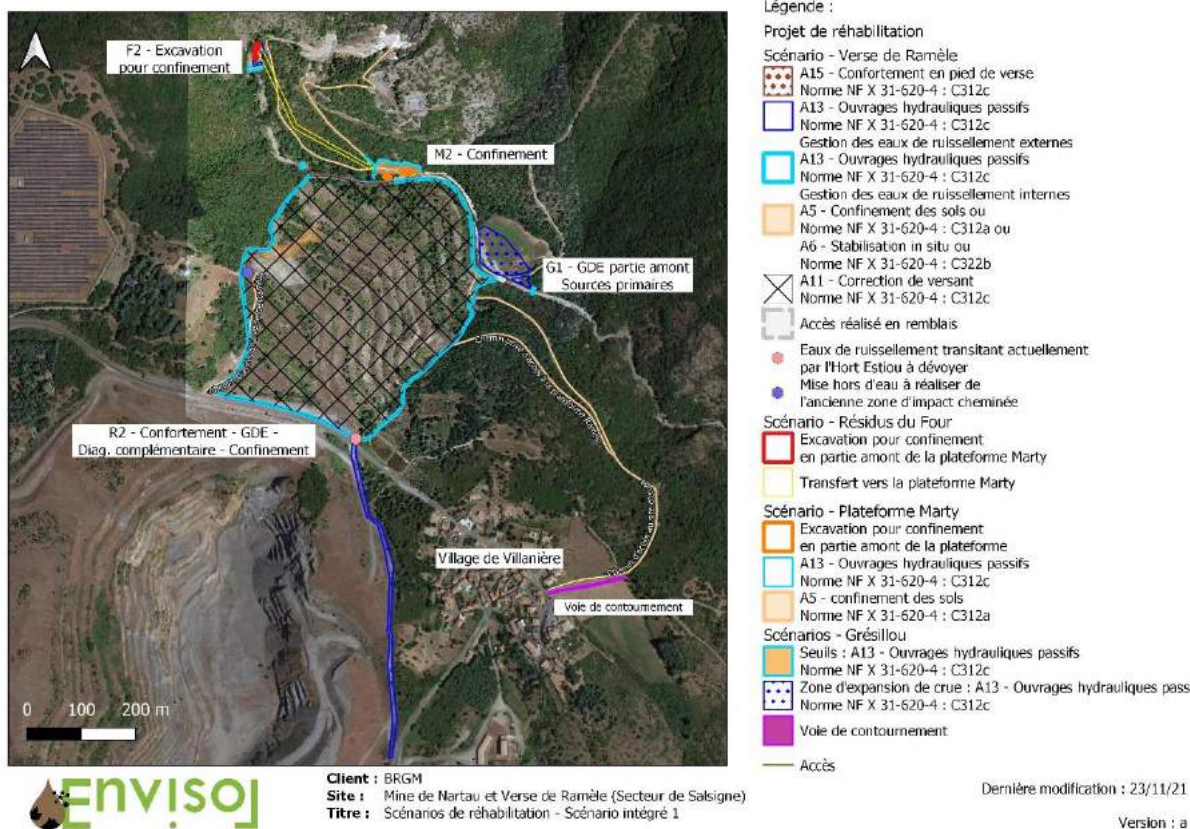 F2 - Excavation
pour confinement
M2 - Confinement
G1 - GDE partie amont
Sources primaires
R2 - Confortement - GDE -
Diag. complémentaire - Confinement
Village de Villanière
Voie de contournement
0 100 200 m
Légende :
Projet de réhabilitation
Scénario - Verse de Ramèle
A15 - Confortement en pied de verse
Norme NF X 31-620-4 : C312c
A13 - Ouvrages hydrauliques passifs
Norme NF X 31-620-4 : C312c
Gestion des eaux de ruissellement externes
A13 - Ouvrages hydrauliques passifs
Norme NF X 31-620-4 : C312c
Gestion des eaux de ruissellement internes
A5 - Confinement des sols ou
Norme NF X 31-620-4 : C312a ou
A6 - Stabilisation in situ ou
Norme NF X 31-620-4 : C322b
A11 - Correction de versant
Norme NF X 31-620-4 : C312c
Accès réalisé en remblais
Eaux de ruissellement transitant actuellement
par l'Hort Estiou à dévoyer
Mise hors d'eau à réaliser de
l'ancienne zone d'impact cheminée
Scénario - Résidus du Four
Excavation pour confinement
en partie amont de la plateforme Marty
Transfert vers la plateforme Marty
Scénario - Plateforme Marty
Excavation pour confinement
en partie amont de la plateforme
A13 - Ouvrages hydrauliques passifs
Norme NF X 31-620-4 : C312c
A5 - confinement des sols
Norme NF X 31-620-4 : C312a
Scénarios - Grésillou
Seuils : A13 - Ouvrages hydrauliques passifs
Norme NF X 31-620-4 : C312c
Zone d'expansion de crue : A13 - Ouvrages hydrauliques pass
Norme NF X 31-620-4 : C312c
Voie de contournement
Accès
Envisol
Client : BRGM
Site : Mine de Nartau et Verse de Ramèle (Secteur de Salsigne)
Titre : Scénarios de réhabilitation - Scénario intégré 1
Dernière modification : 23/11/21
Version : a